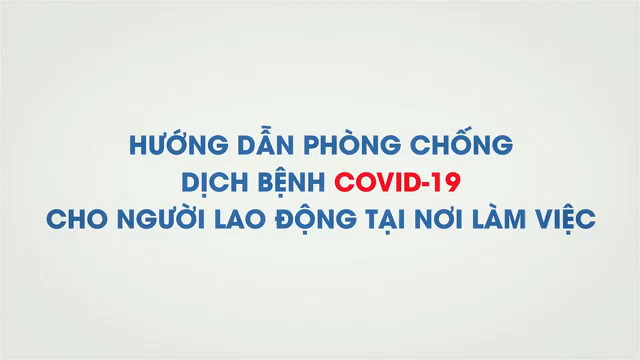 HƯỚNG DẪN PHÒNG CHỐNG
DỊCH BỆNH COVID-19
CHO NGƯỜI LAO ĐỘNG TẠI NƠI LÀM VIỆC